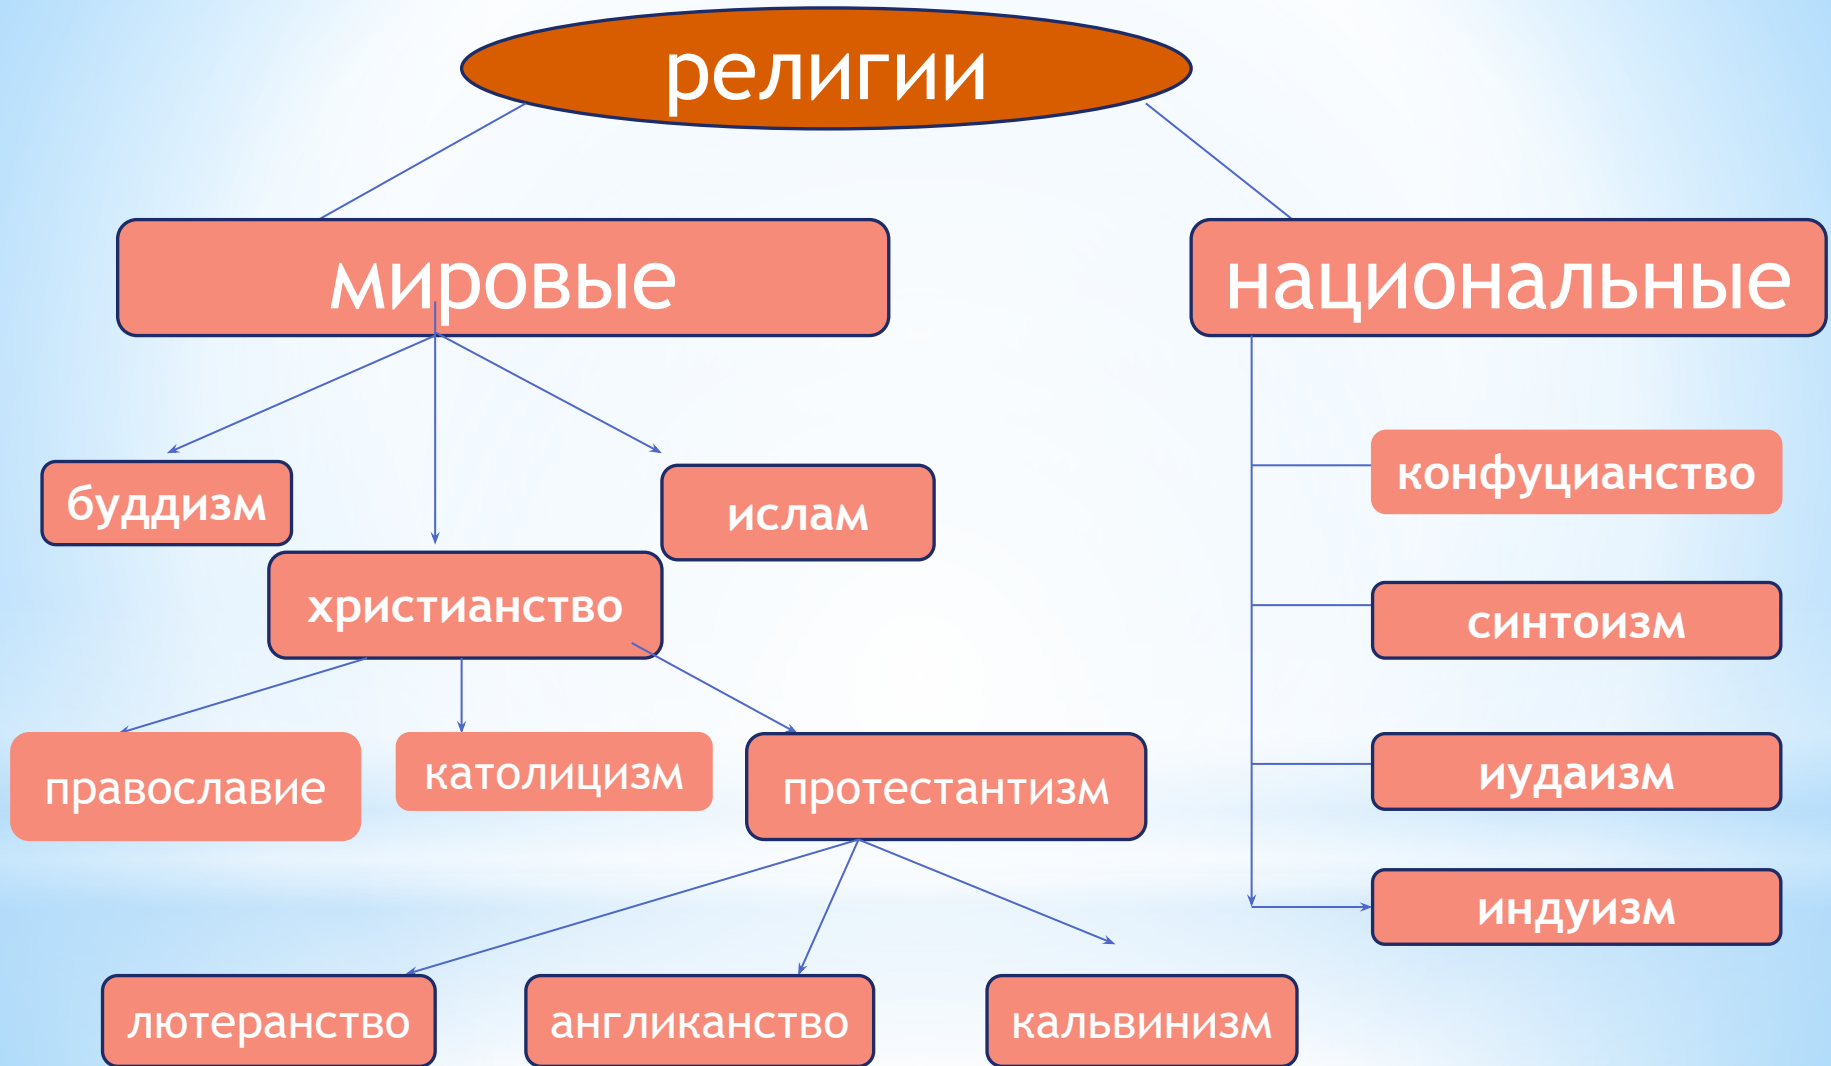 религии
мировые
национальные
буддизм
ислам
христианство
православие
католицизм
протестантизм
лютеранство
англиканство
кальвинизм
конфуцианство
синтоизм
иудаизм
индуизм